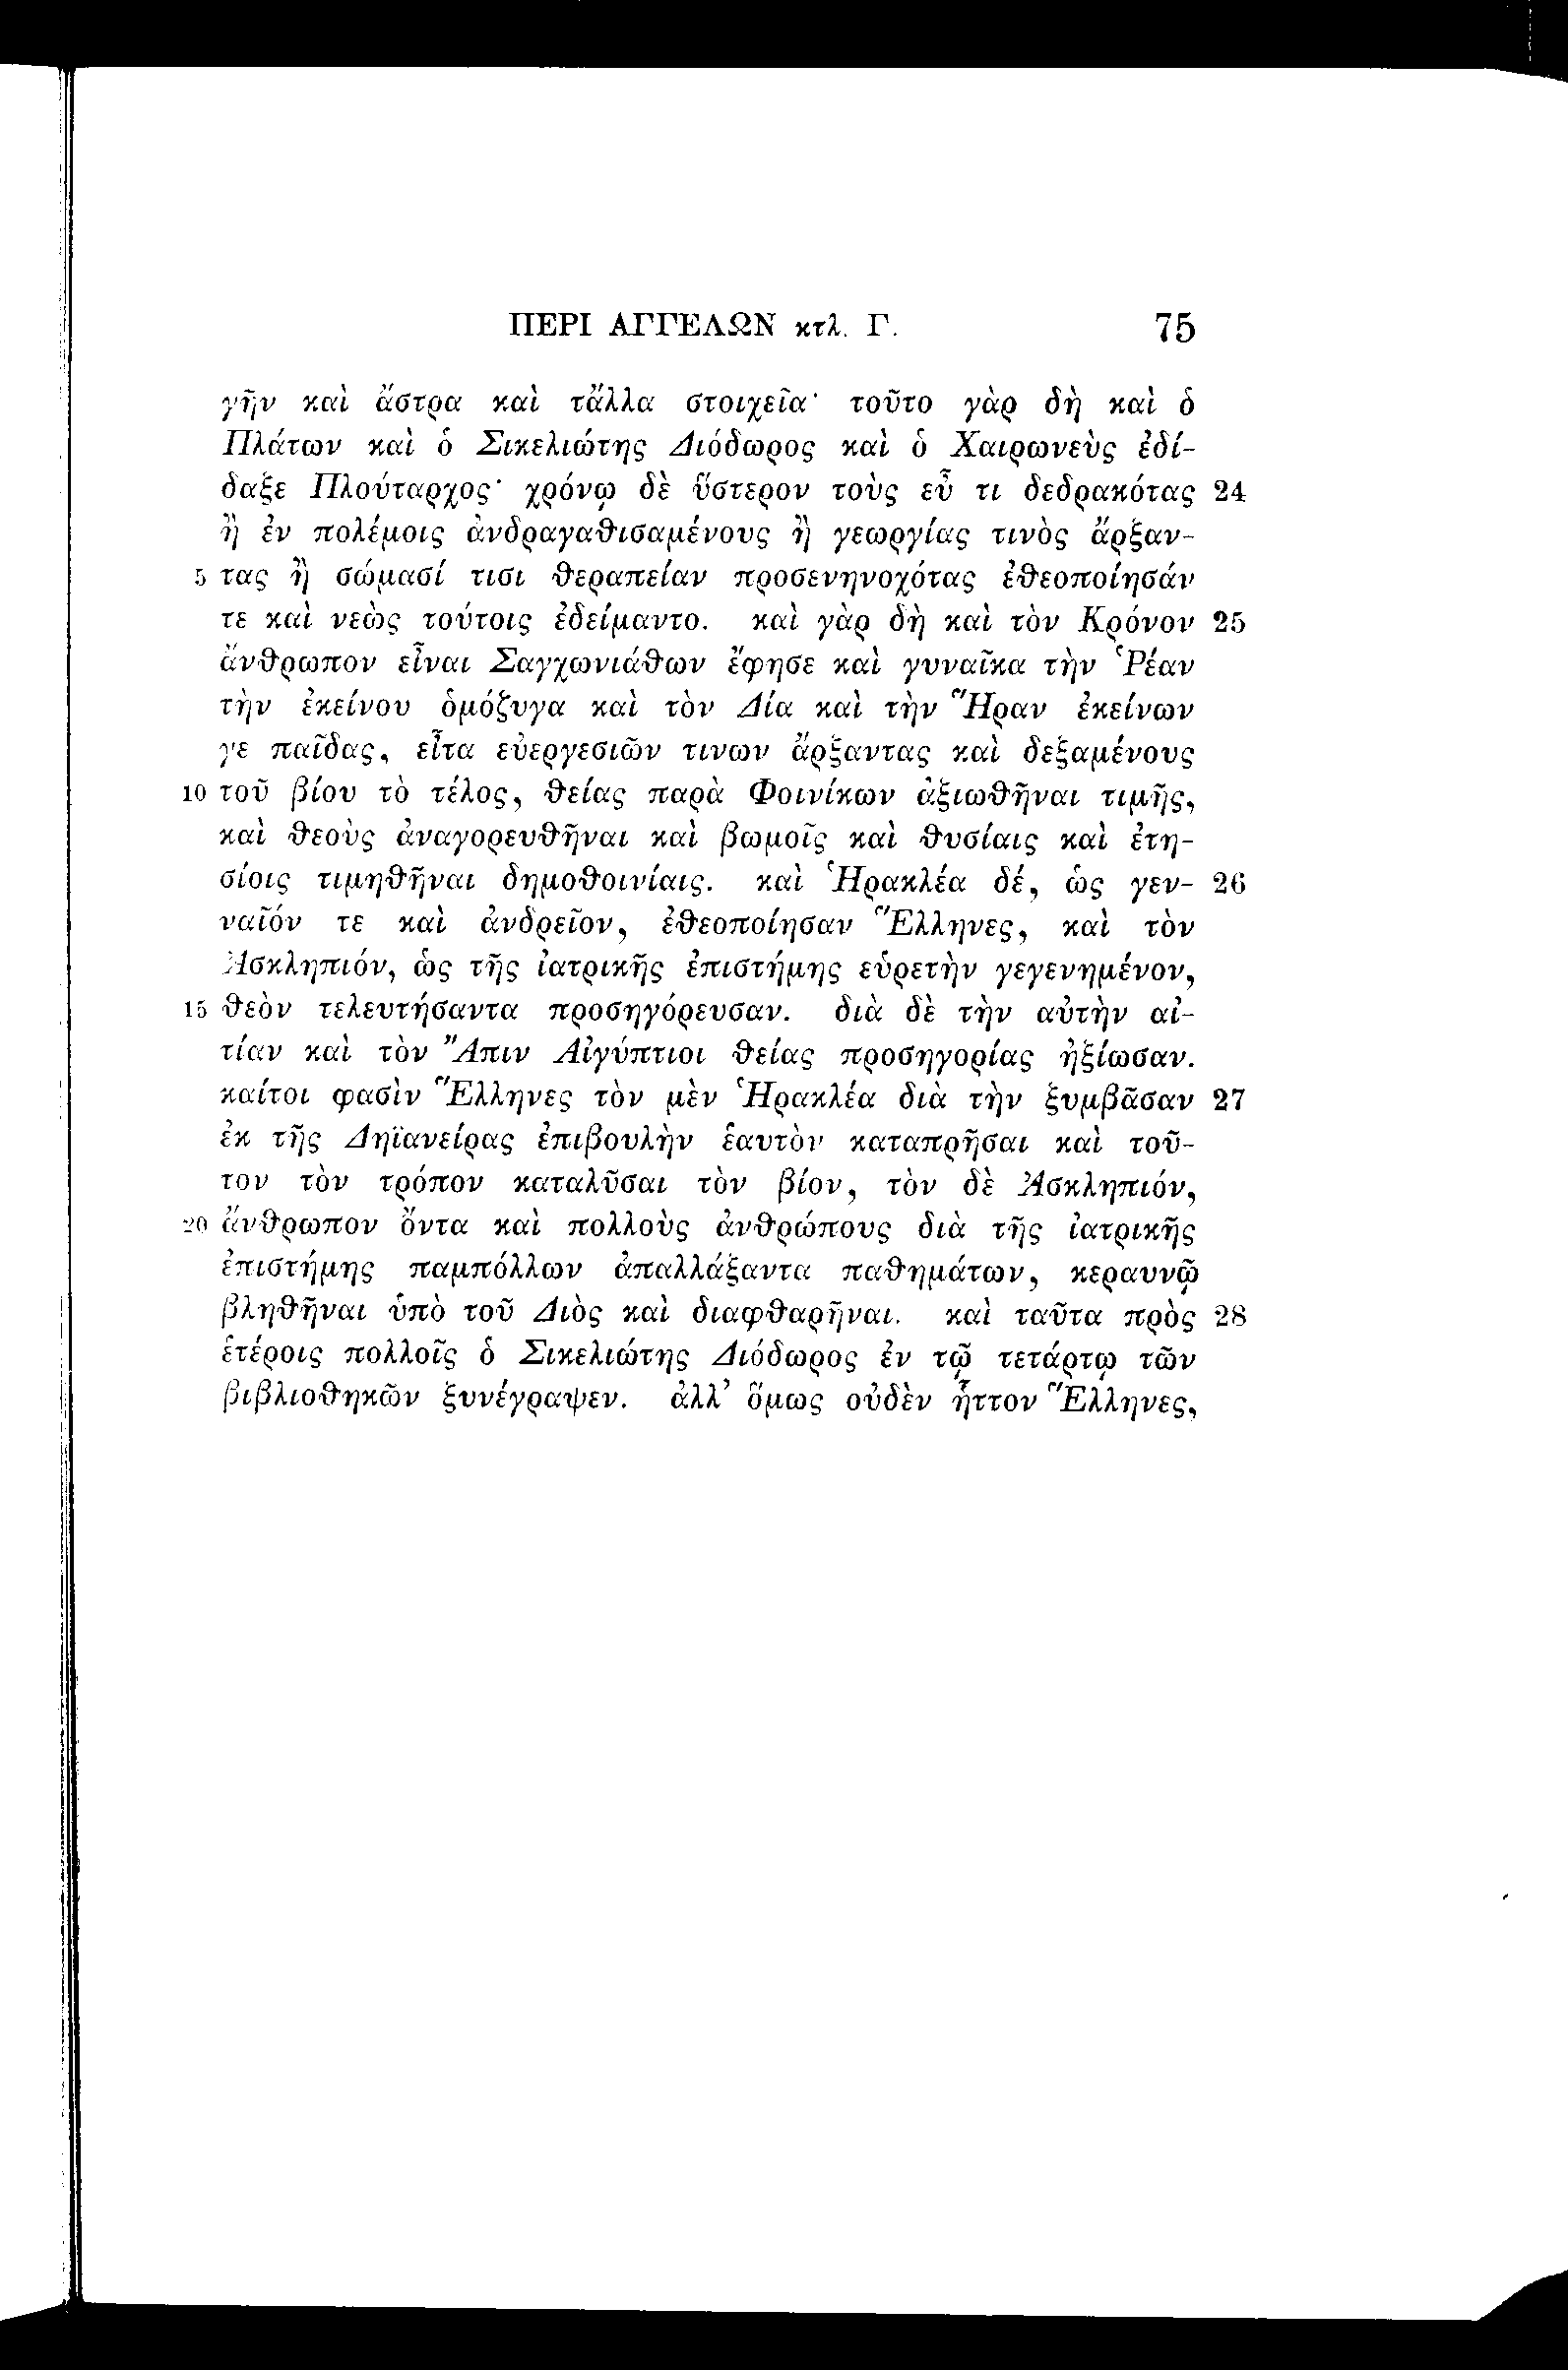 ΠΕΡΙ ΑΓΓΕΛΩΝ κτλ. Γ. 75
γῆν καὶ ἄστρα καὶ τἄλλα στοιχεῖα· τοῦτο γὰρ δὴ καὶ ὁ
Πλάτων καὶ ὁ Σικελιώτης Διόδωρος καὶ ὁ Χαιρωνεὺς ἐδί-
δαξε Πλούταρχος· χρόνῳ δὲ ὕστερον τοὺς εὖ τι δεδρακότας 24
ἢ ἐν πολέμοις ἀνδραγαθισαμένους ἢ γεωργίας τινὸς ἄρξαν-
5 τας ἢ σώμασί τισι θεραπείαν προσενηνοχότας ἐθεοποίησάν
τε καὶ νεὼς τούτοις ἐδείμαντο. καὶ γὰρ δὴ καὶ τὸν Κρόνον 25
ἄνθρωπον εἶναι Σαγχωνιάθων ἔφησε καὶ γυναῖκα τὴν Ῥέαν
τὴν ἐκείνου ὁμόζυγα καὶ τὸν Δία καὶ τὴν Ἥραν ἐκείνων
γε παῖδας, εἶτα εὐεργεσιῶν τινων ἄρξαντας καὶ δεξαμένους
10 τοῦ βίου τὸ τέλος, θείας παρὰ Φοινίκων ἀξιωθῆναι τιμῆς,
καὶ θεοὺς ἀναγορευθῆναι καὶ βωμοῖς καὶ θυσίαις καὶ ἐτη-
σίοις τιμηθῆναι δημοθοινίαις. καὶ Ἡρακλέα δέ, ὡς γεν- 26
ναῖόν τε καὶ ἀνδρεῖον, ἐθεοποίησαν Ἕλληνες, καὶ τὸν
Ἀσκληπιόν, ὡς τῆς ἰατρικῆς ἐπιστήμης εὑρετὴν γεγενημένον,
15 θεὸν τελευτήσαντα προσηγόρευσαν. διὰ δὲ τὴν αὐτὴν αἰ-
τίαν καὶ τὸν Ἄπιν Αἰγύπτιοι θείας προσηγορίας ἠξίωσαν.
καίτοι φασὶν Ἕλληνες τὸν μὲν Ἡρακλέα διὰ τὴν ξυμβᾶσαν 27
ἐκ τῆς Δηϊανείρας ἐπιβουλὴν ἑαυτὸν καταπρῆσαι καὶ τοῦ-
τον τὸν τρόπον καταλῦσαι τὸν βίον, τὸν δὲ Ἀσκληπιόν,
20 ἄνθρωπον ὄντα καὶ πολλοὺς ἀνθρώπους διὰ τῆς ἰατρικῆς
ἐπιστήμης παμπόλλων ἀπαλλάξαντα παθημάτων, κεραυνῷ
βληθῆναι ὑπὸ τοῦ Διὸς καὶ διαφθαρῆναι. καὶ ταῦτα πρὸς 28
ἑτέροις πολλοῖς ὁ Σικελιώτης Διόδωρος ἐν τῷ τετάρτῳ τῶν
βιβλιοθηκῶν ξυνέγραψεν. ἀλλ’ ὅμως οὐδὲν ἧττον Ἕλληνες,